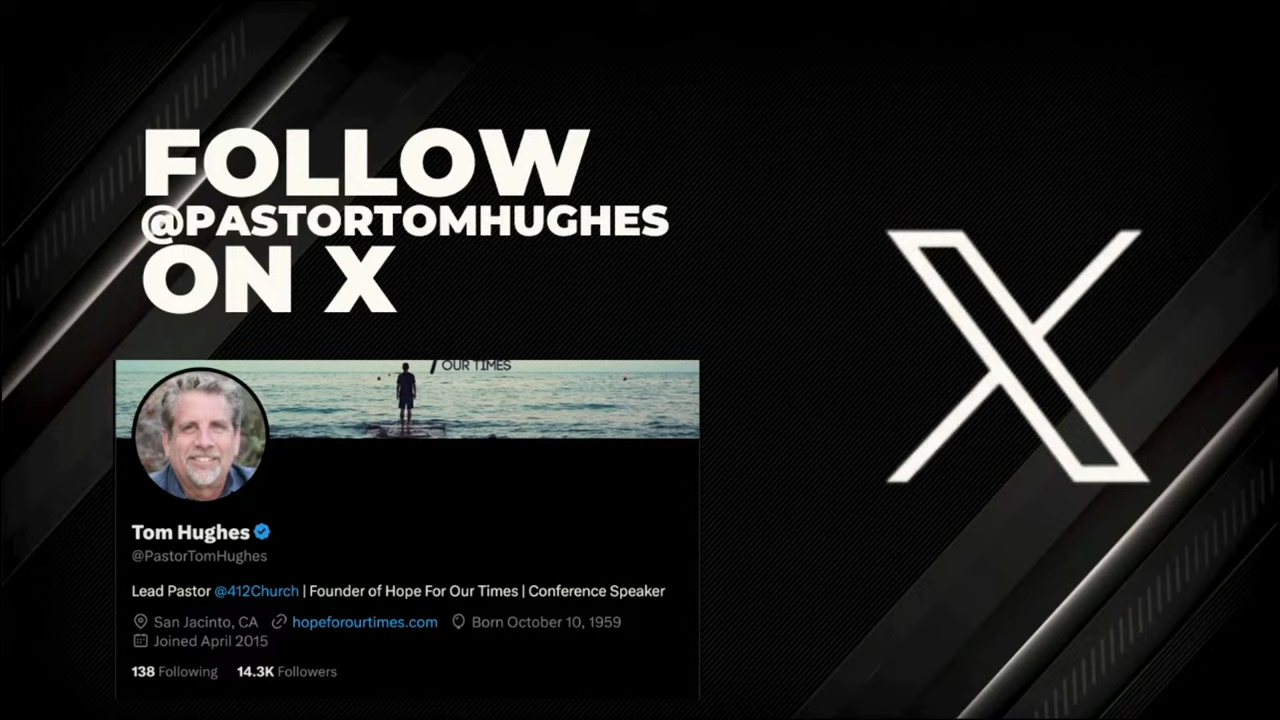 FOLLOW
@PASTORTOMHUGHES
ON X
OUR TIMES
Tom Hughes
@PastorTomHughes
Lead Pastor @412Church | Founder of Hope For Our Times | Conference Speaker
San Jacinto, CA hopeforourtimes.com Born October 10, 1959
Joined April 2015
138 Following 14.3K Followers